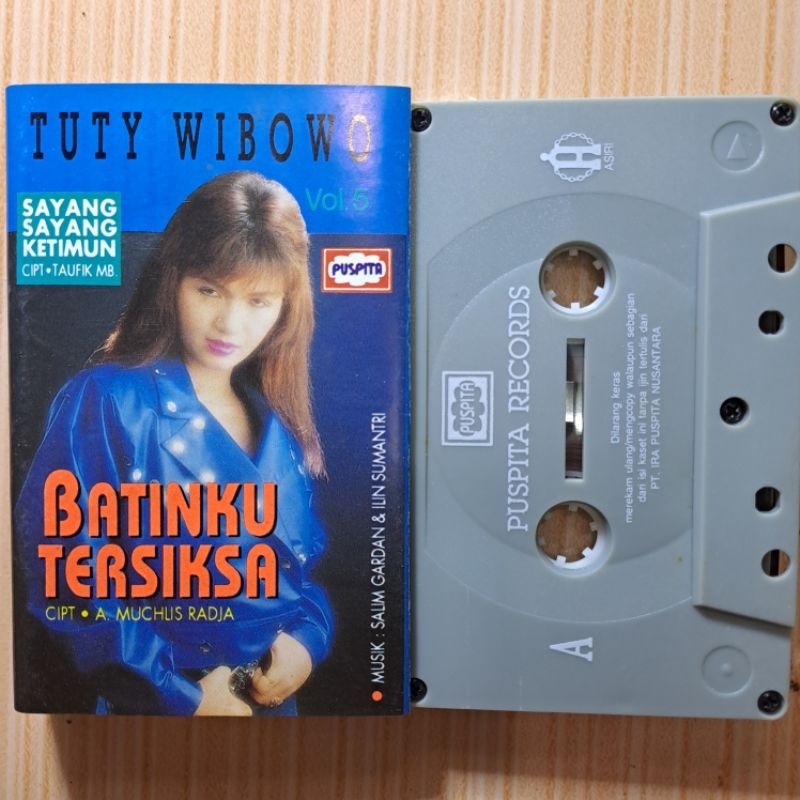 TUTY WIBOWO
Vol. 5
SAYANG
SAYANG
KETIMUN
CIPT • TAUFIK MB.
PUSPITA
BATINKU
TERSIKSA
CIPT • A. MUCHLIS RADJA
• MUSIK : SALIM GARDAN & ILIN SUMANTRI
H
ASIRI
PUSPITA
PUSPITA RECORDS
Dilarang keras
merekam ulang/mengcopy walaupun sebagian
dari isi kaset ini tanpa ijin tertulis dari
PT. IRA PUSPITA NUSANTARA
A